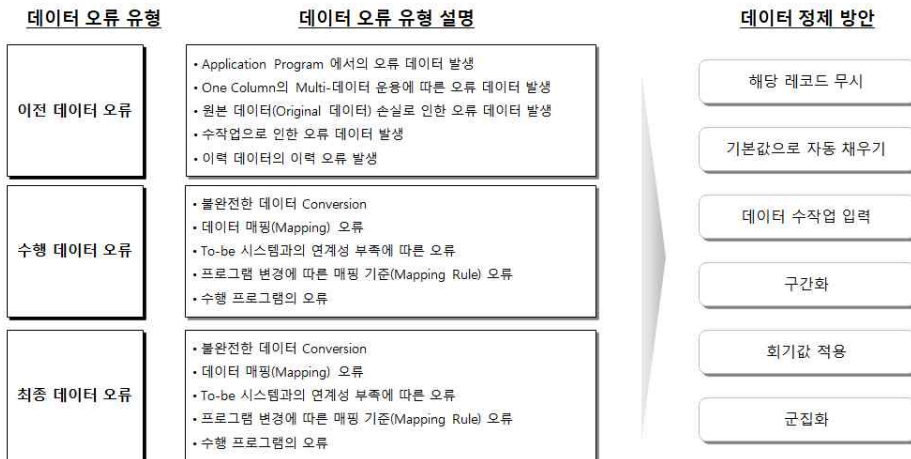 데이터 오류 유형
데이터 오류 유형 설명
데이터 정제 방안
이전 데이터 오류
• Application Program 에서의 오류 데이터 발생
• One Column의 Multi-데이터 운용에 따른 오류 데이터 발생
• 원본 데이터(Original 데이터) 손실로 인한 오류 데이터 발생
• 수작업으로 인한 오류 데이터 발생
• 이력 데이터의 이력 오류 발생
수행 데이터 오류
• 불완전한 데이터 Conversion
• 데이터 매핑(Mapping) 오류
• To-be 시스템과의 연계성 부족에 따른 오류
• 프로그램 변경에 따른 매핑 기준(Mapping Rule) 오류
• 수행 프로그램의 오류
최종 데이터 오류
• 불완전한 데이터 Conversion
• 데이터 매핑(Mapping) 오류
• To-be 시스템과의 연계성 부족에 따른 오류
• 프로그램 변경에 따른 매핑 기준(Mapping Rule) 오류
• 수행 프로그램의 오류
해당 레코드 무시
기본값으로 자동 채우기
데이터 수작업 입력
구간화
회기값 적용
군집화